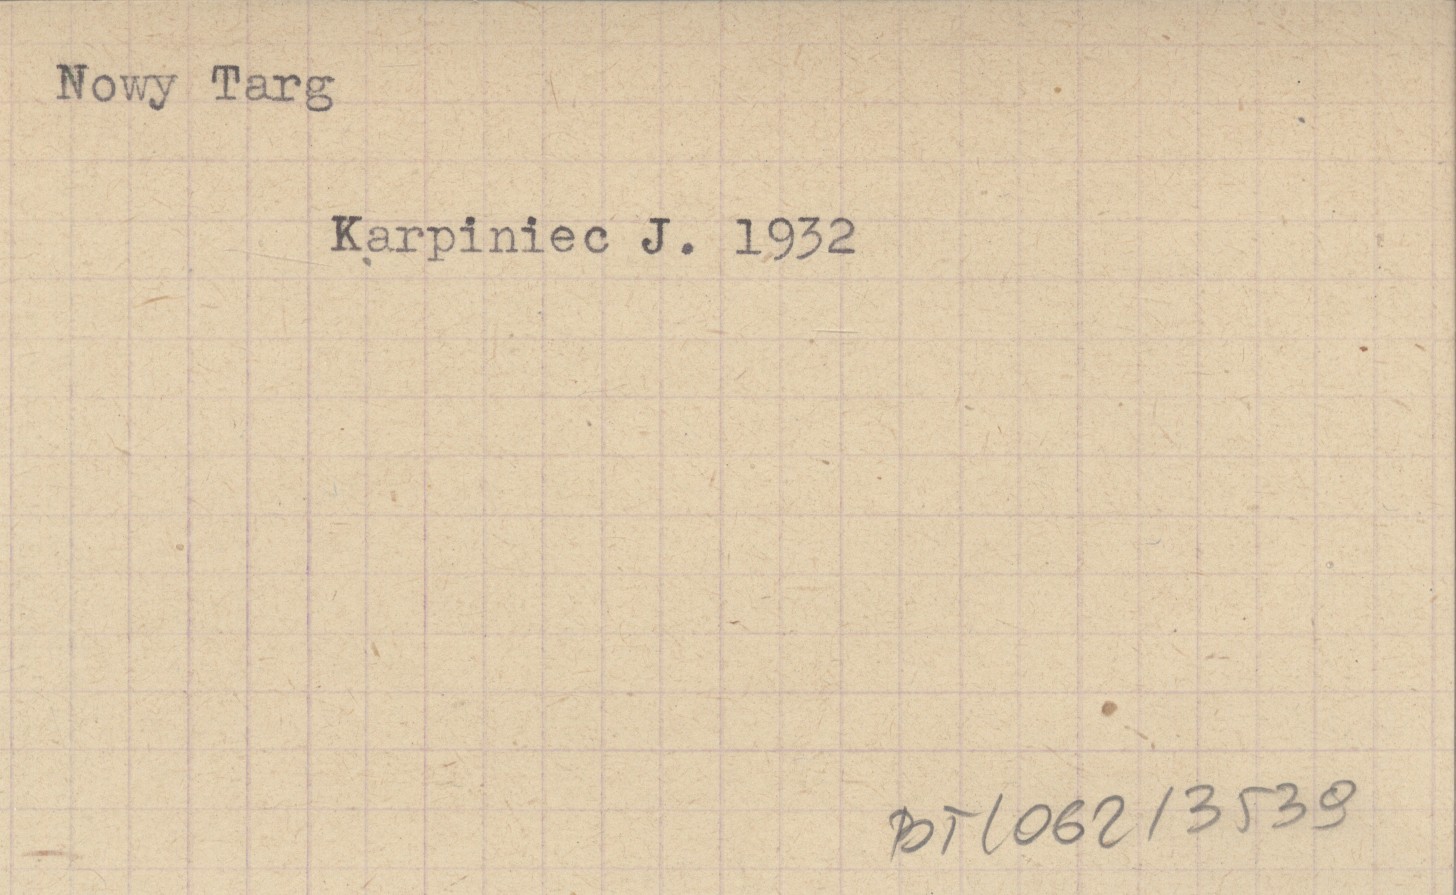 Nowy Targ
Karpiniec J. 1932
BT/062/3539